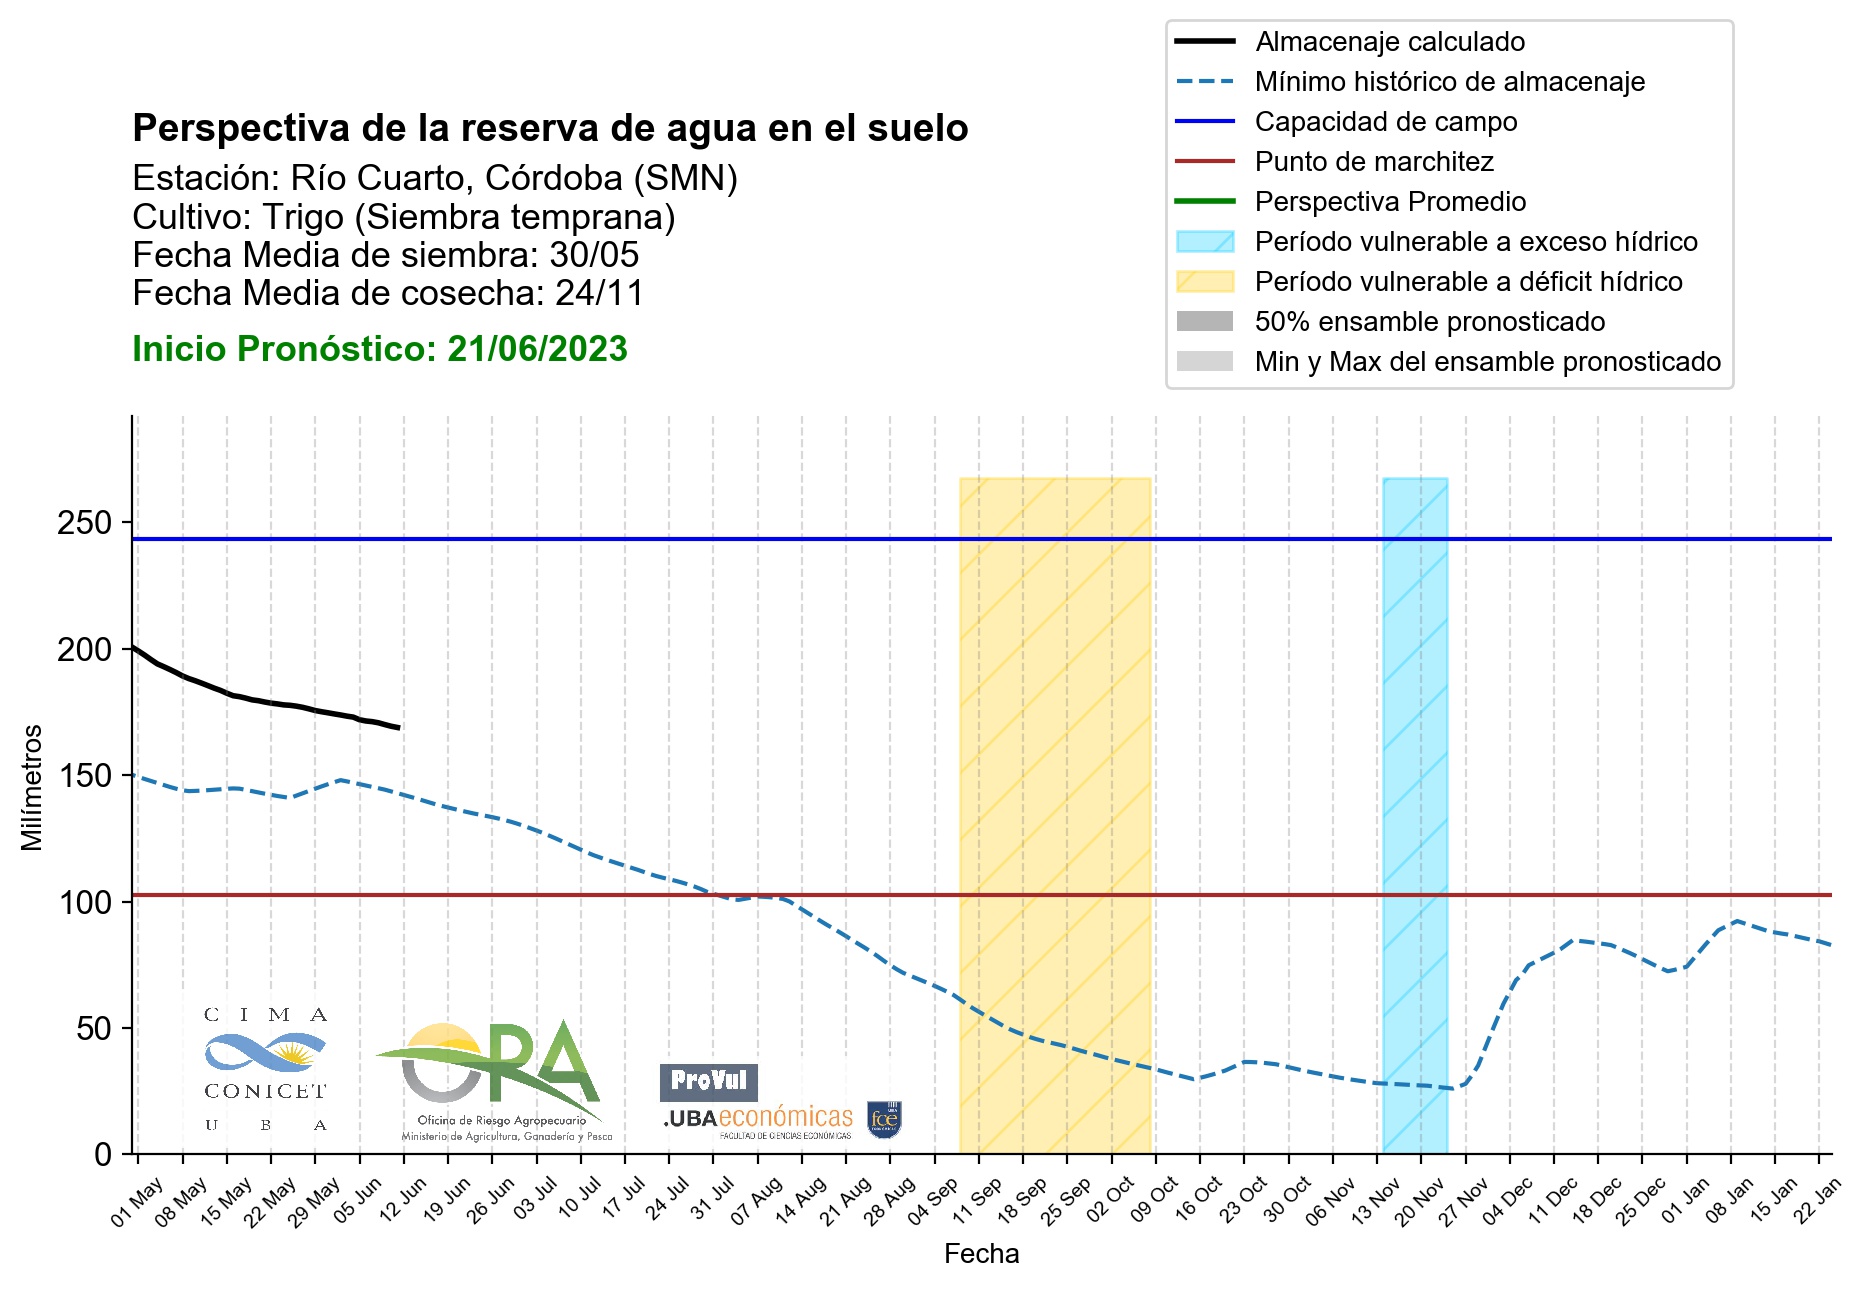 Almacenaje calculado
Mínimo histórico de almacenaje
Capacidad de campo
Punto de marchitez
Perspectiva Promedio
Período vulnerable a exceso hídrico
Período vulnerable a déficit hídrico
50% ensamble pronosticado
Min y Max del ensamble pronosticado
Perspectiva de la reserva de agua en el suelo
Estación: Río Cuarto, Córdoba (SMN)
Cultivo: Trigo (Siembra temprana)
Fecha Media de siembra: 30/05
Fecha Media de cosecha: 24/11
Inicio Pronóstico: 21/06/2023
Milímetros
250
200
150
100
50
0
CIMA
CONICET
UBA
ORA
Oficina de Riesgo Agropecuario
Ministerio de Agricultura, Ganadería y Pesca
ProVul
.UBAeconómicas
FACULTAD DE CIENCIAS ECONÓMICAS
fce
01 May
08 May
15 May
22 May
29 May
05 Jun
12 Jun
19 Jun
26 Jun
03 Jul
10 Jul
17 Jul
24 Jul
31 Jul
07 Aug
14 Aug
21 Aug
28 Aug
04 Sep
11 Sep
18 Sep
25 Sep
02 Oct
09 Oct
16 Oct
23 Oct
30 Oct
06 Nov
13 Nov
20 Nov
27 Nov
04 Dec
11 Dec
18 Dec
25 Dec
01 Jan
08 Jan
15 Jan
22 Jan
Fecha